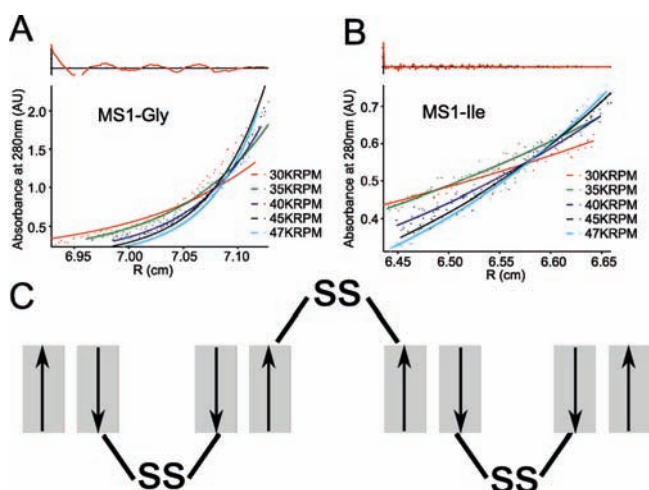 A
B
Absorbance at 280nm (AU)
2.0
1.5
1.0
0.5
MS1-Gly
30KRPM
35KRPM
40KRPM
45KRPM
47KRPM
6.95
7.00
7.05
7.10
R (cm)
Absorbance at 280nm (AU)
0.7
0.6
0.5
0.4
MS1-Ile
30KRPM
35KRPM
40KRPM
45KRPM
47KRPM
6.45
6.50
6.55
6.60
6.65
R (cm)
C
SS
SS
SS